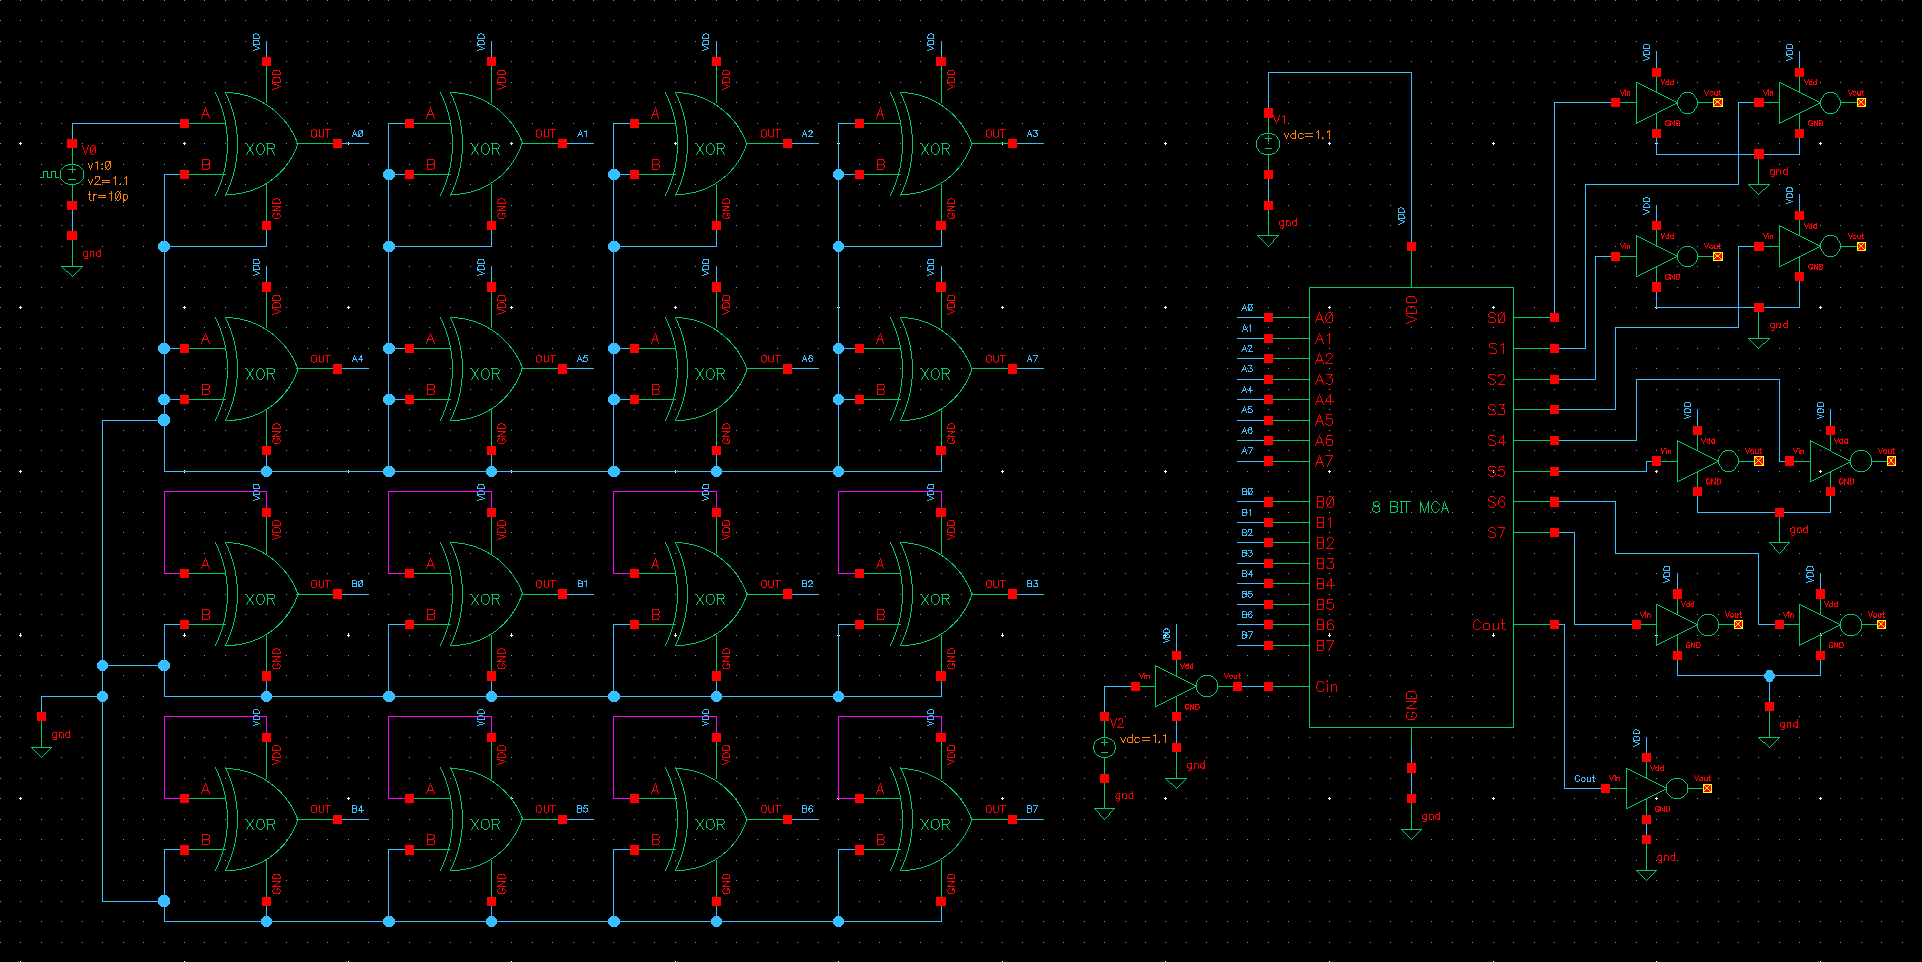 VDD VDD VDD VDD
VDD VDD VDD VDD
A A A A
XOR XOR XOR XOR
OUT A0 OUT A1 OUT A2 OUT A3
B B B B
GND GND GND GND
V0
v1:0
v2=1.1
tr=10p
gnd
VDD VDD VDD VDD
VDD VDD VDD VDD
A A A A
XOR XOR XOR XOR
OUT A4 OUT A5 OUT A6 OUT A7
B B B B
GND GND GND GND
VDD VDD VDD VDD
VDD VDD VDD VDD
A A A A
XOR XOR XOR XOR
OUT B0 OUT B1 OUT B2 OUT B3
B B B B
GND GND GND GND
gnd
VDD VDD VDD VDD
VDD VDD VDD VDD
A A A A
XOR XOR XOR XOR
OUT B4 OUT B5 OUT B6 OUT B7
B B B B
GND GND GND GND
V1
vdc=1.1
gnd
VDD
VDD
A0 A0
A1 A1
A2 A2
A3 A3
A4 A4
A5 A5
A6 A6
A7 A7
B0 B0
B1 B1
B2 B2
B3 B3
B4 B4
B5 B5
B6 B6
B7 B7
Cin
8 BIT MCA
S0
S1
S2
S3
S4
S5
S6
S7
Cout
GND
gnd
VDD
Vin Vdd Vout
GND
gnd
V2
vdc=1.1
gnd
VDD VDD
Vin Vdd Vout Vin Vdd Vout
GND GND
gnd
VDD VDD
Vin Vdd Vout Vin Vdd Vout
GND GND
gnd
VDD VDD
Vin Vdd Vout Vin Vdd Vout
GND GND
gnd
VDD VDD
Vin Vdd Vout Vin Vdd Vout
GND GND
gnd
VDD
Cout Vin Vdd Vout
GND
gnd